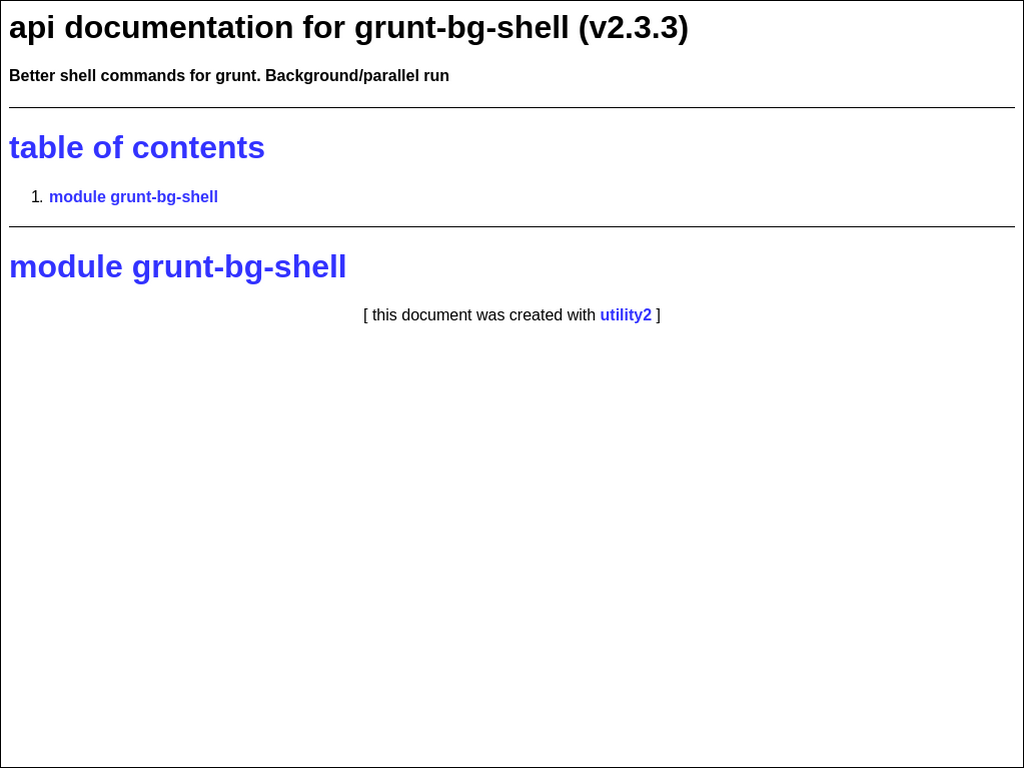 api documentation for grunt-bg-shell (v2.3.3)
Better shell commands for grunt. Background/parallel run
table of contents
1. module grunt-bg-shell
module grunt-bg-shell
[ this document was created with utility2 ]